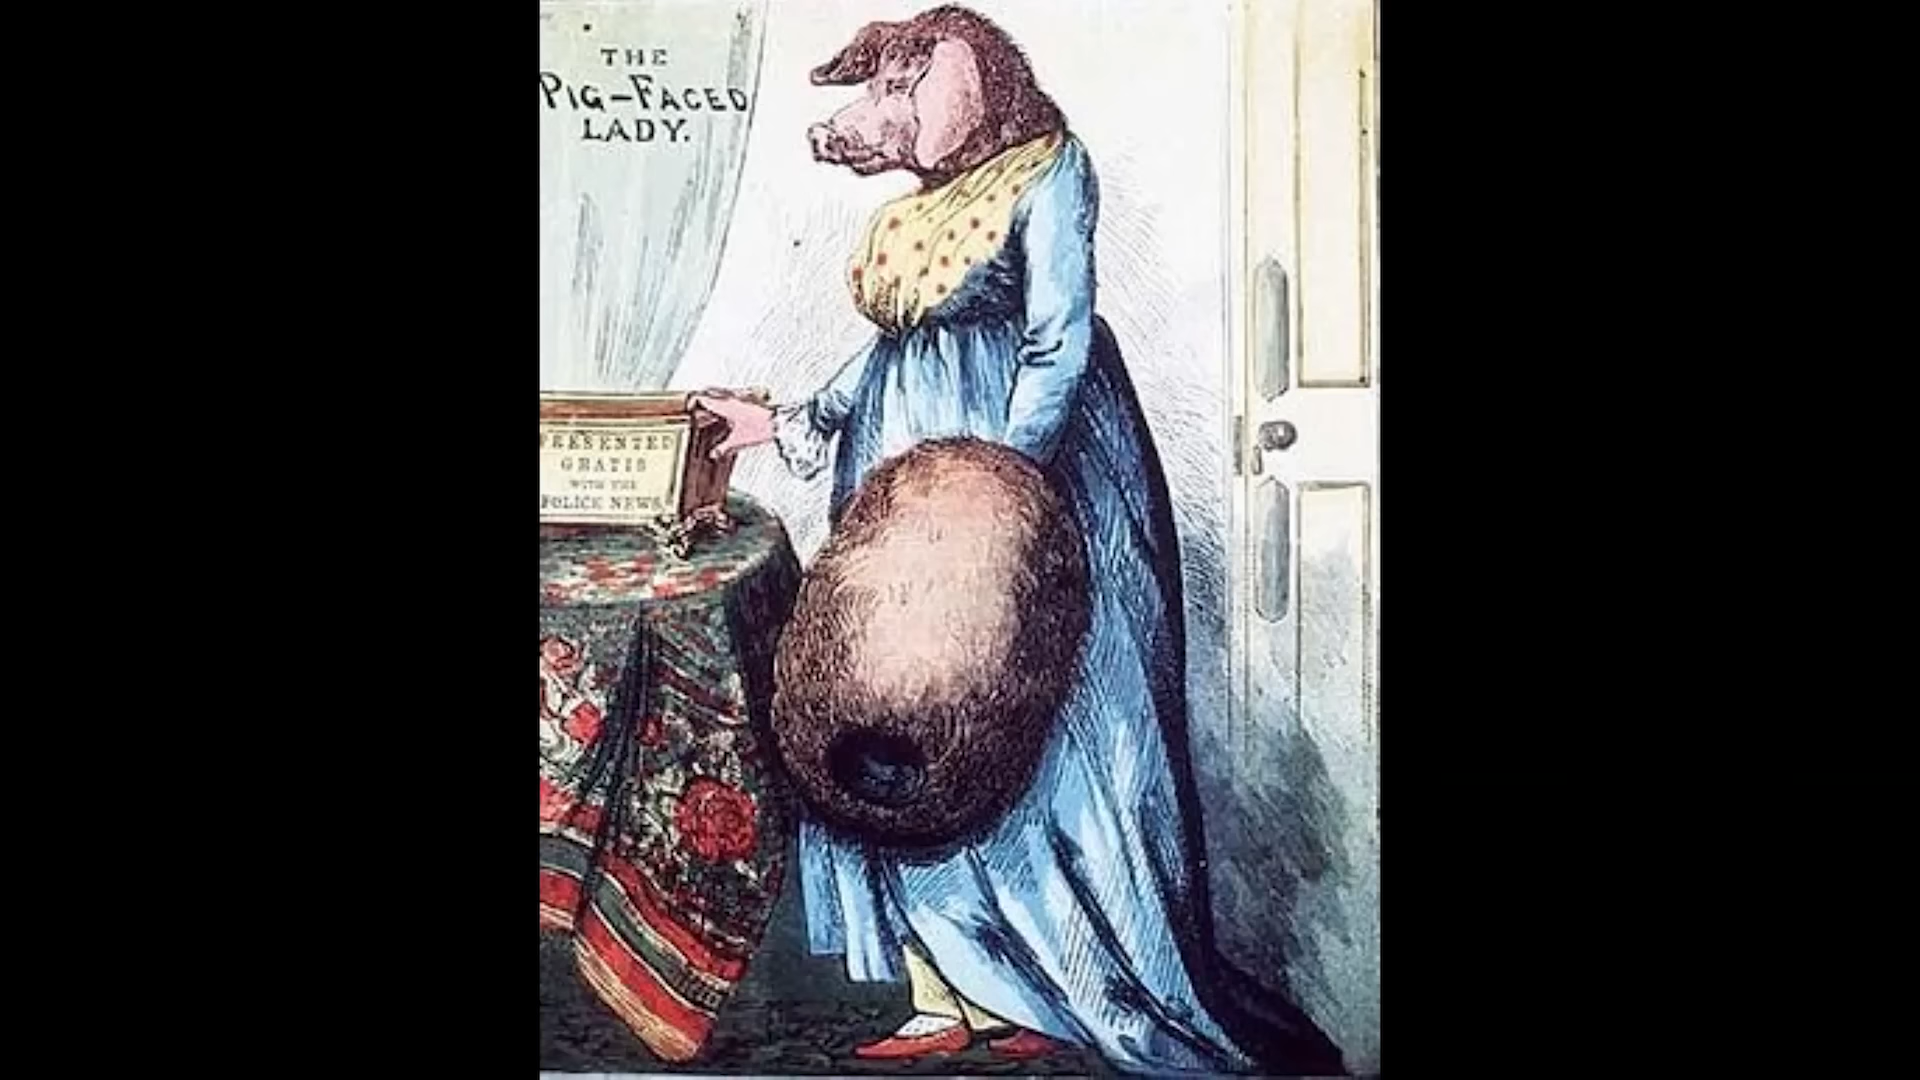 THE
PIG-FACED
LADY.
PRESENTED
GRATIS
WITH THE
POLICE NEWS